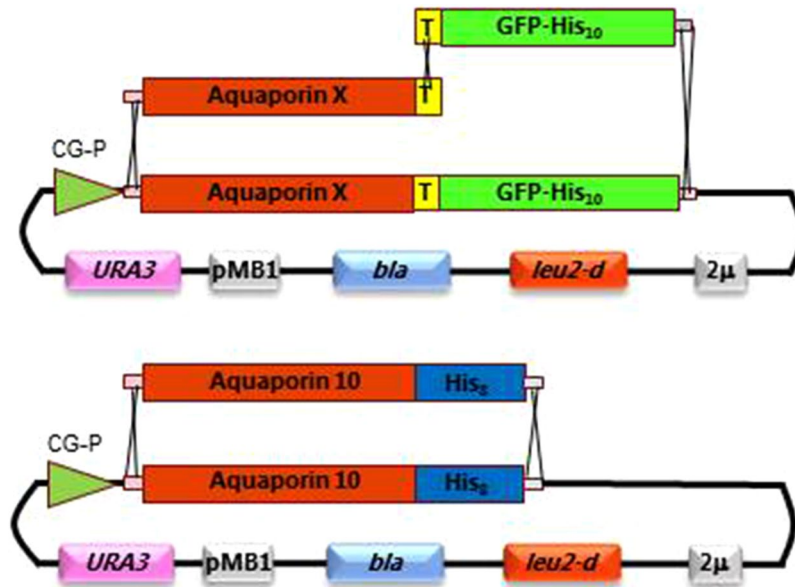 T GFP-His10
Aquaporin X T
CG-P
Aquaporin X T GFP-His10
URA3 pMB1 bla leu2-d 2μ
Aquaporin 10 His8
CG-P
Aquaporin 10 His8
URA3 pMB1 bla leu2-d 2μ